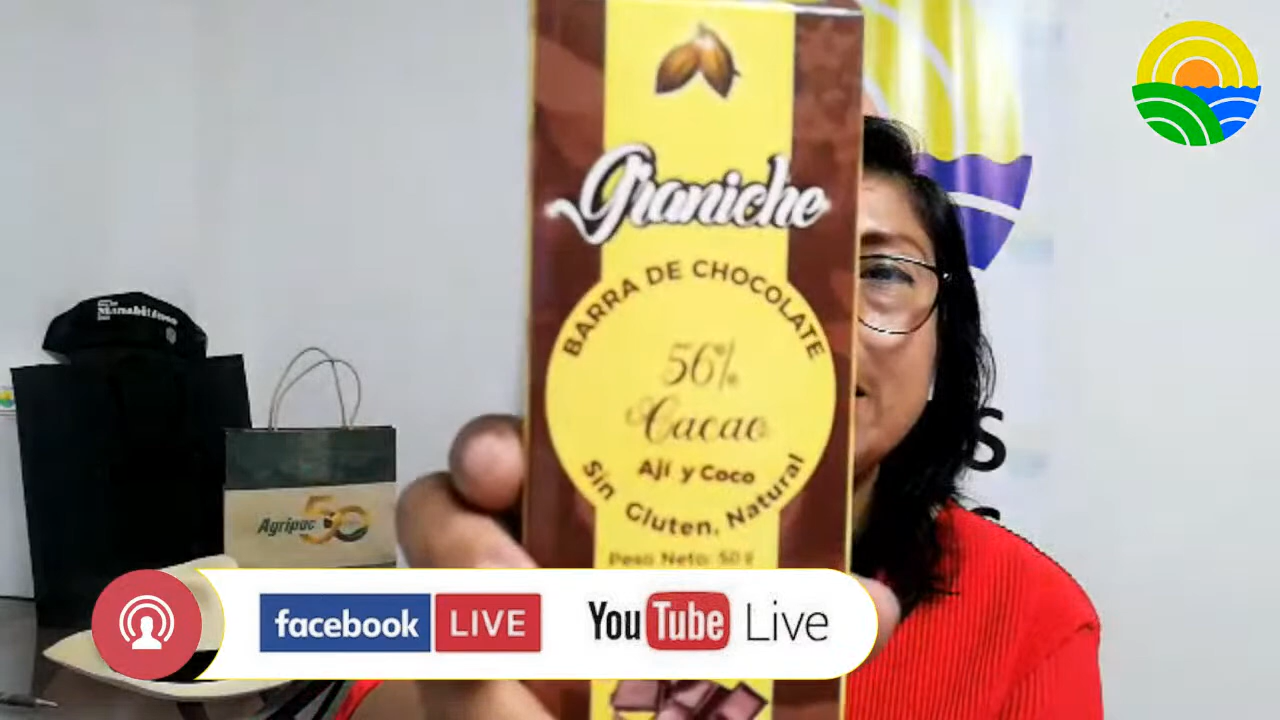 Graniche
BARRA DE CHOCOLATE
56%
Cacao
Ají y Coco
Sin Gluten, Natural
Peso Neto: 50 g
Agripac 50
facebook LIVE YouTube Live
S